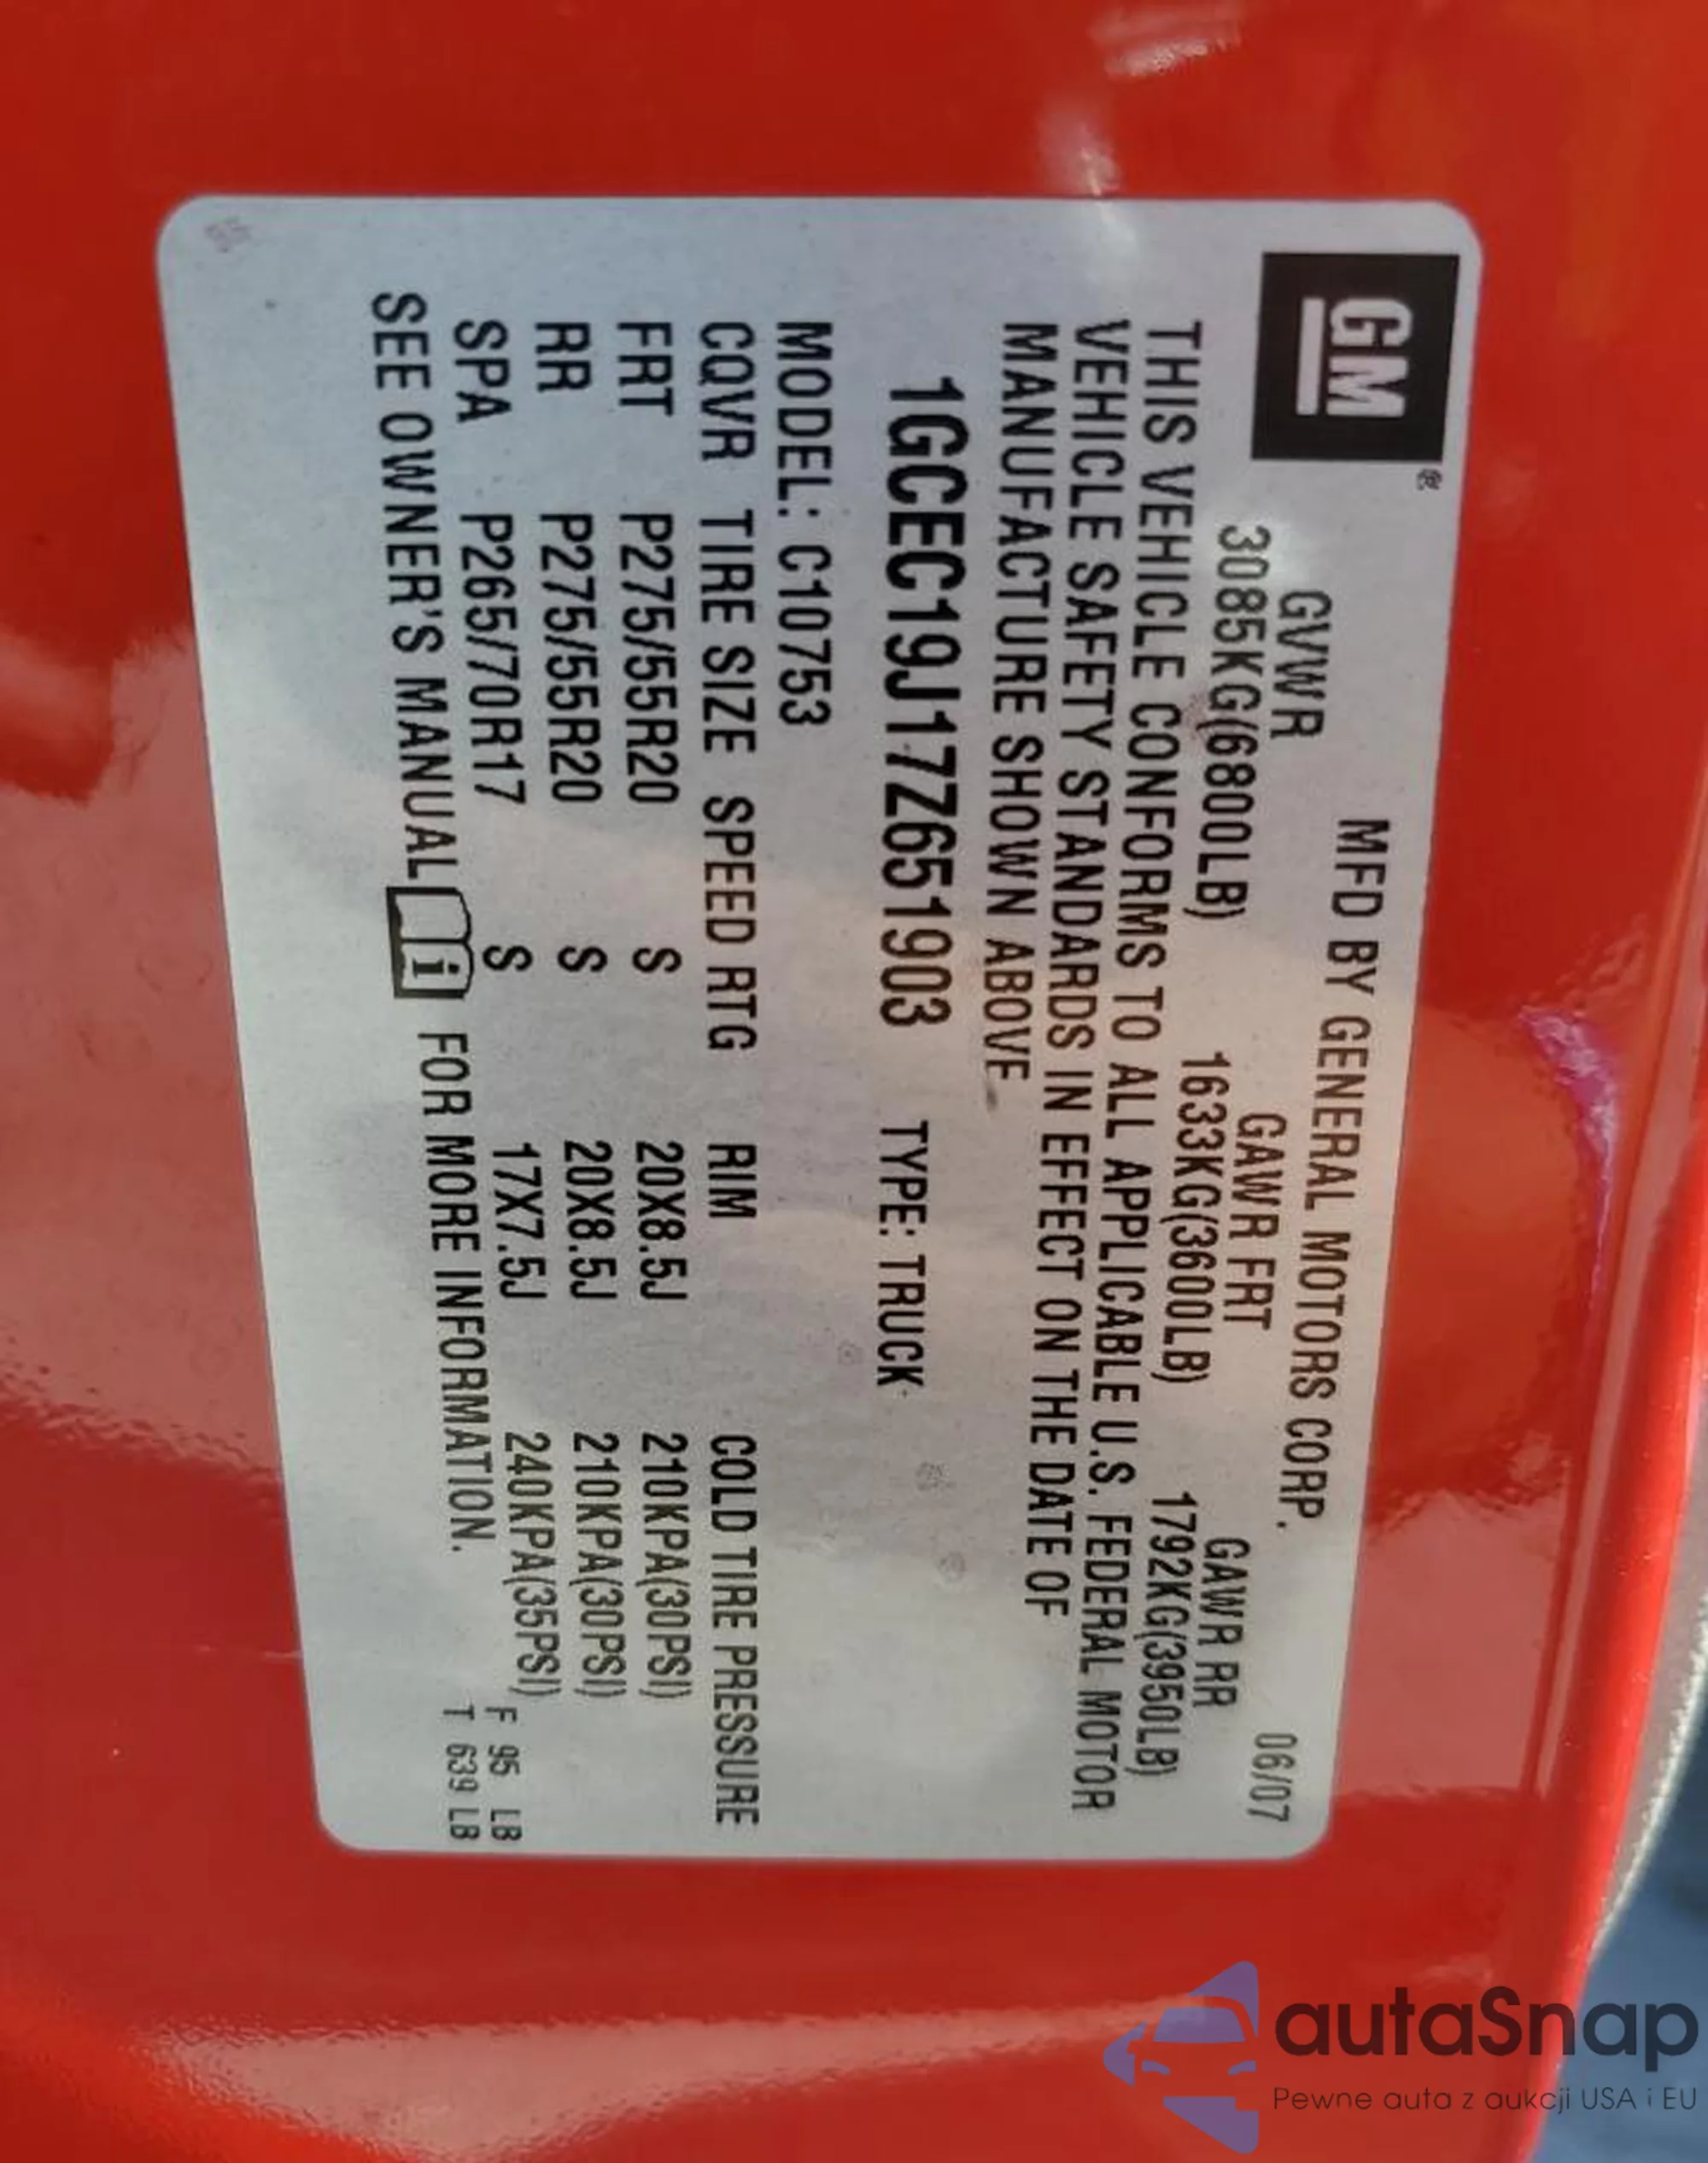 GM®
MFD BY GENERAL MOTORS CORP. 06/07
GVWR GAWR FRT GAWR RR
3085KG(6800LB) 1633KG(3600LB) 1792KG(3950LB)
THIS VEHICLE CONFORMS TO ALL APPLICABLE U.S. FEDERAL MOTOR
VEHICLE SAFETY STANDARDS IN EFFECT ON THE DATE OF
MANUFACTURE SHOWN ABOVE
1GCEC19J17Z651903 TYPE: TRUCK
MODEL: C10753
CQVR TIRE SIZE SPEED RTG RIM COLD TIRE PRESSURE
FRT P275/55R20 S 20X8.5J 210KPA(30PSI)
RR P275/55R20 S 20X8.5J 210KPA(30PSI)
SPA P265/70R17 S 17X7.5J 240KPA(35PSI)
F 95 LB
SEE OWNER'S MANUAL i FOR MORE INFORMATION.
T 639 LB
autaSnap
Pewne auta z aukcji USA i EU